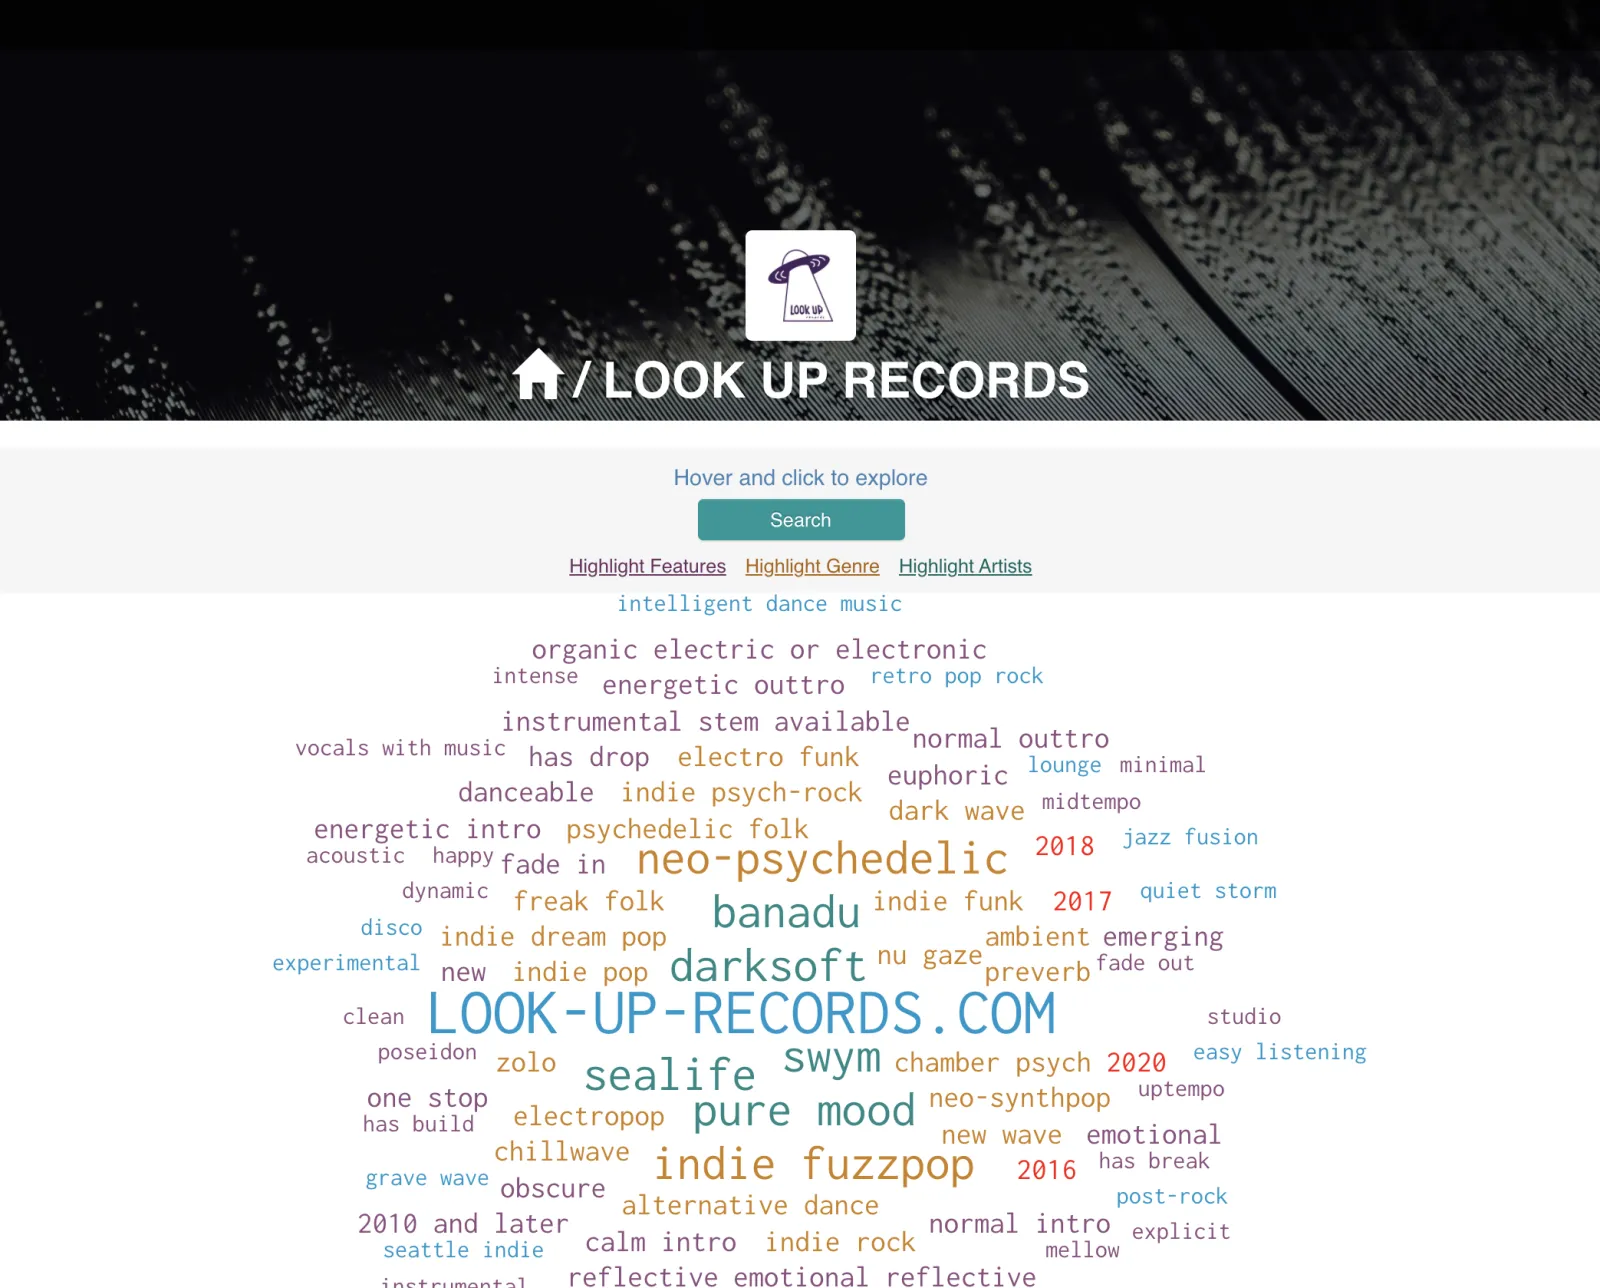 LOOK UP
/ LOOK UP RECORDS
Hover and click to explore
Search
Highlight Features Highlight Genre Highlight Artists
intelligent dance music
organic electric or electronic
intense energetic outtro retro pop rock
instrumental stem available normal outtro
vocals with music has drop electro funk euphoric lounge minimal
danceable indie psych-rock dark wave midtempo
energetic intro psychedelic folk 2018 jazz fusion
acoustic happy fade in neo-psychedelic
dynamic freak folk banadu indie funk 2017 quiet storm
disco indie dream pop ambient emerging
experimental new indie pop darksoft nu gaze preverb fade out
clean LOOK-UP-RECORDS.COM studio
poseidon zolo sealife swym chamber psych 2020 easy listening
one stop electropop pure mood neo-synthpop uptempo
has build chillwave new wave emotional
grave wave obscure indie fuzzpop 2016 has break
alternative dance post-rock
2010 and later calm intro indie rock normal intro explicit
seattle indie mellow
instrumental reflective emotional reflective